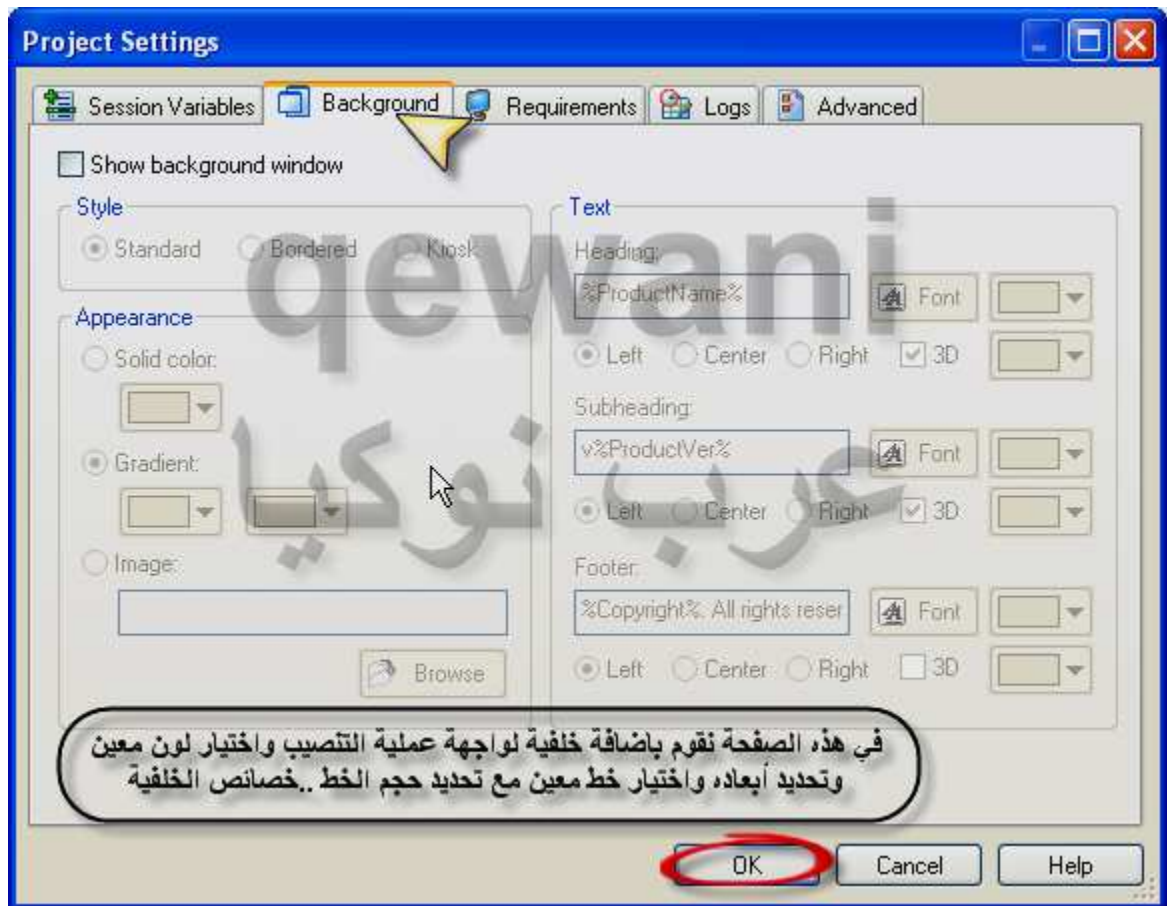 Project Settings
Session Variables Background Requirements Logs Advanced
Show background window
Style
Standard Bordered Kiosk
Appearance
Solid color:
Gradient:
Image:
Browse
Text
Heading:
%ProductName% Font
Left Center Right 3D
Subheading:
v%ProductVer% Font
Left Center Right 3D
Footer:
%Copyright%. All rights reser Font
Left Center Right 3D
qewani
عرب نوكيا
في هذه الصفحة نقوم باضافة خلفية لواجهة عملية التنصيب واختيار لون معين
وتحديد أبعاده واختيار خط معين مع تحديد حجم الخط ..خصائص الخلفية
OK Cancel Help